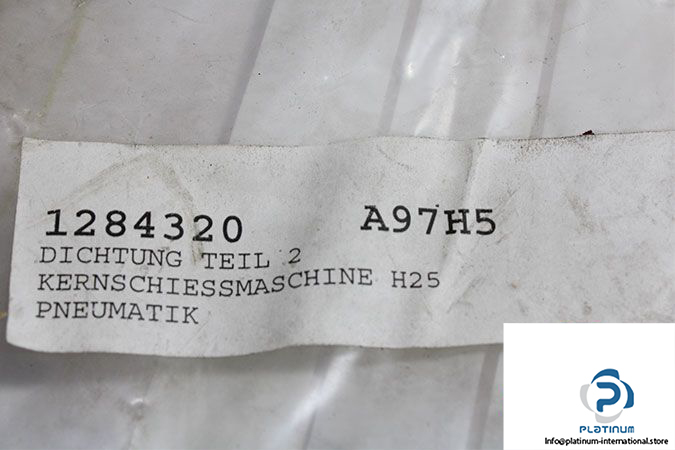 1284320 A97H5
DICHTUNG TEIL 2
KERNSCHIESSMASCHINE H25
PNEUMATIK
PLATINUM
Info@platinum-international.store